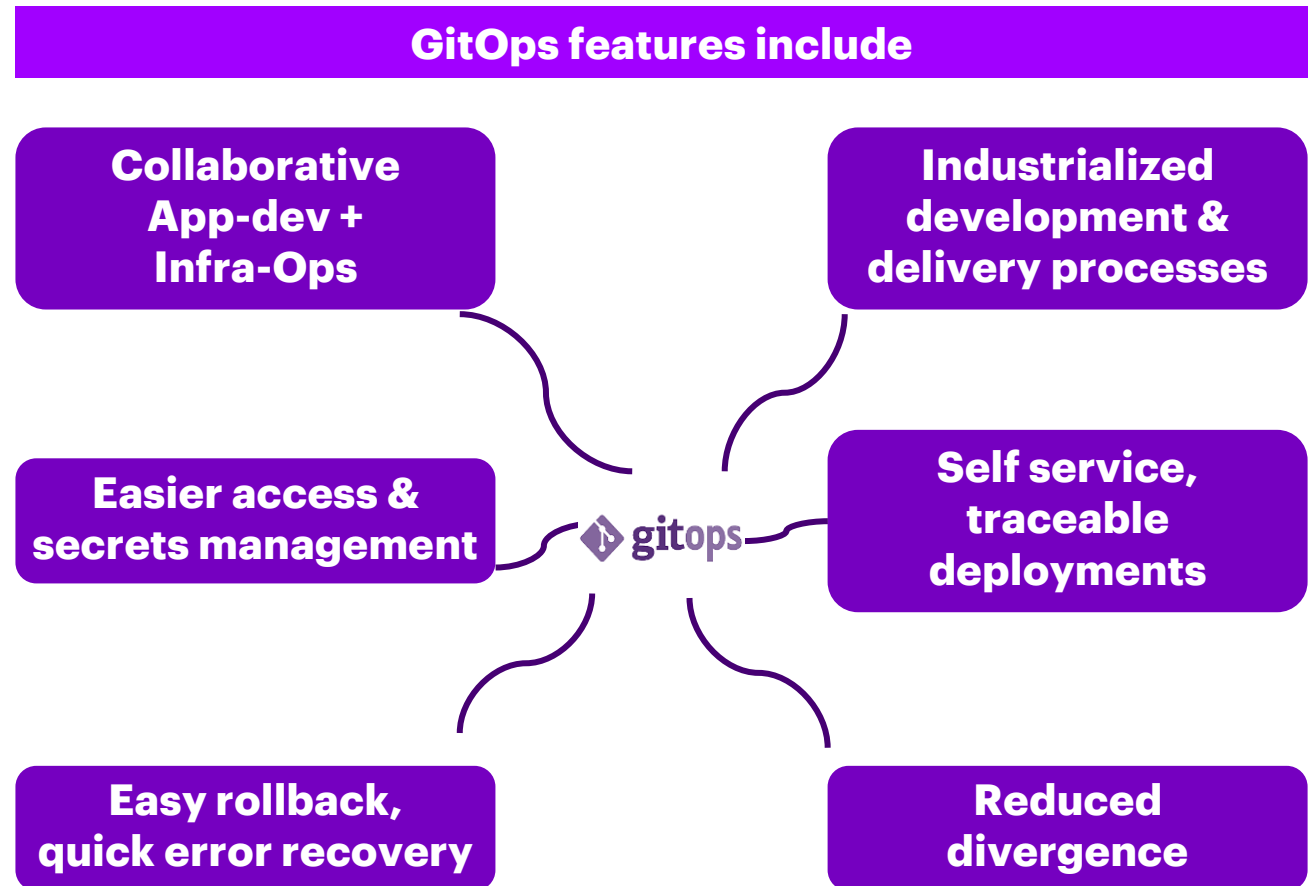 GitOps features include
Collaborative
App-dev +
Infra-Ops
Industrialized
development &
delivery processes
Easier access &
secrets management
gitops
Self service,
traceable
deployments
Easy rollback,
quick error recovery
Reduced
divergence